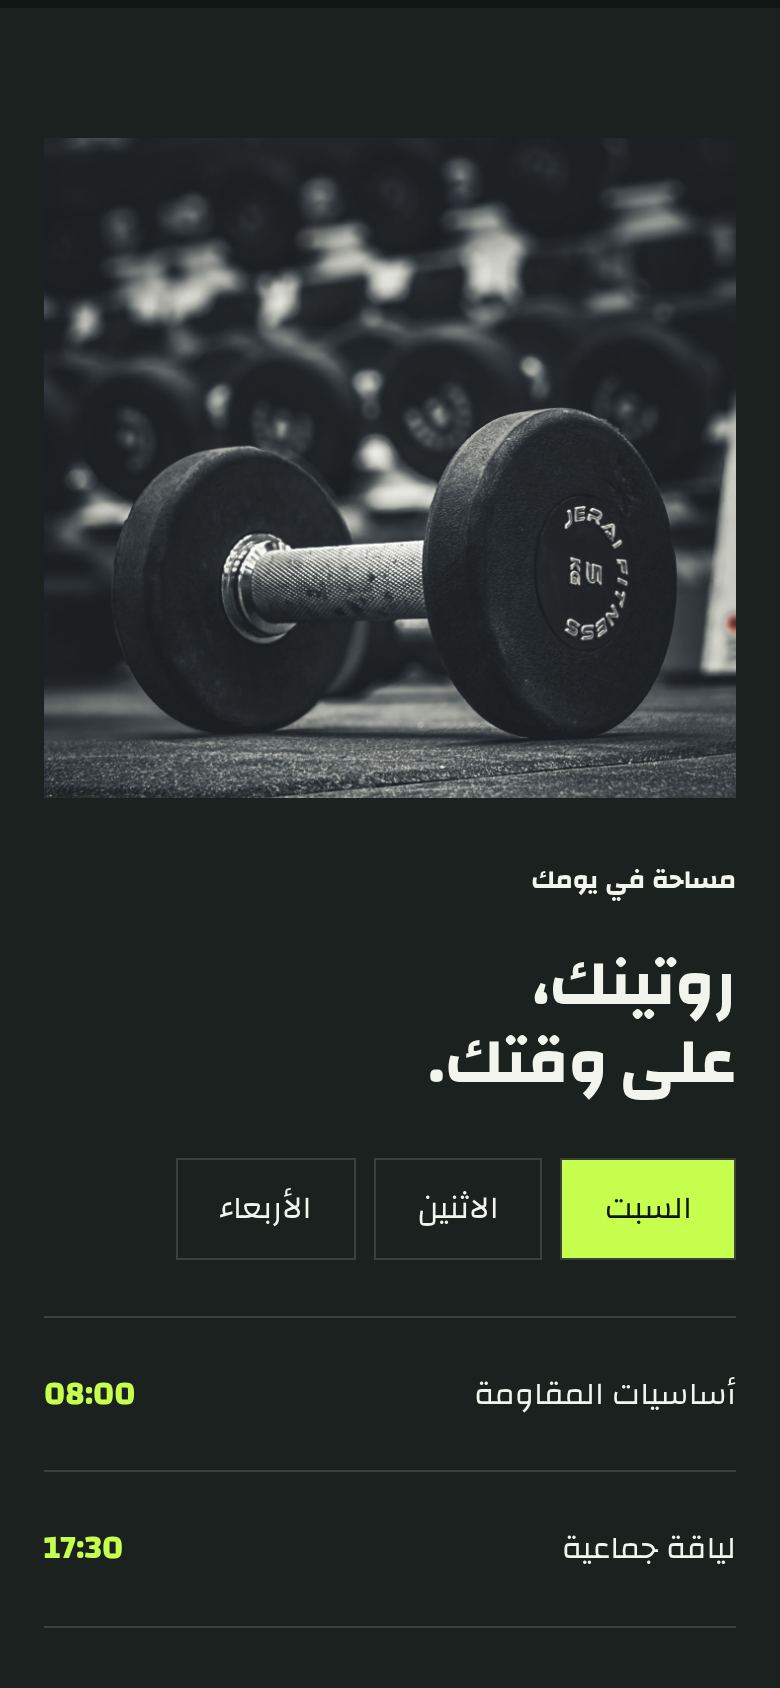 JERAI FITNESS
5
KG
مساحة في يومك
روتينك،
على وقتك.
السبت
الاثنين
الأربعاء
أساسيات المقاومة
08:00
لياقة جماعية
17:30